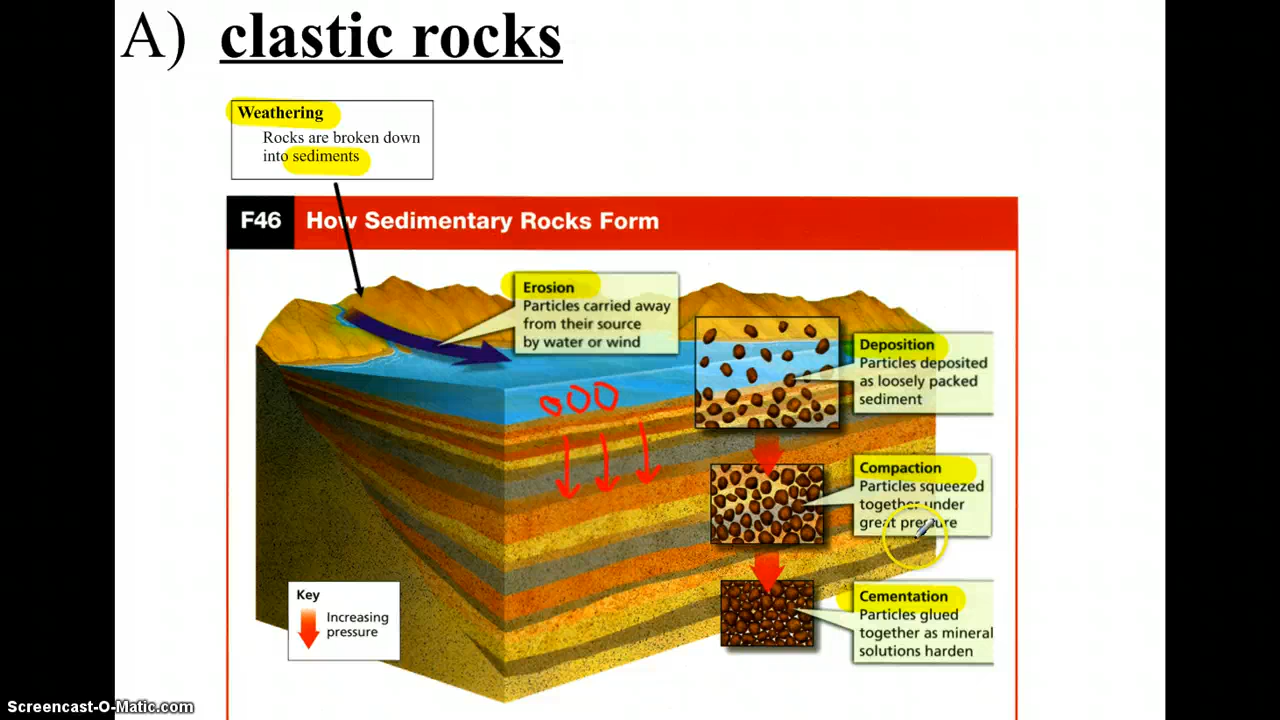 A) clastic rocks
Weathering
Rocks are broken down
into sediments
F46 How Sedimentary Rocks Form
Erosion
Particles carried away
from their source
by water or wind
Deposition
Particles deposited
as loosely packed
sediment
Compaction
Particles squeezed
together under
great pressure
Cementation
Particles glued
together as mineral
solutions harden
Key
Increasing
pressure
Screencast-O-Matic.com